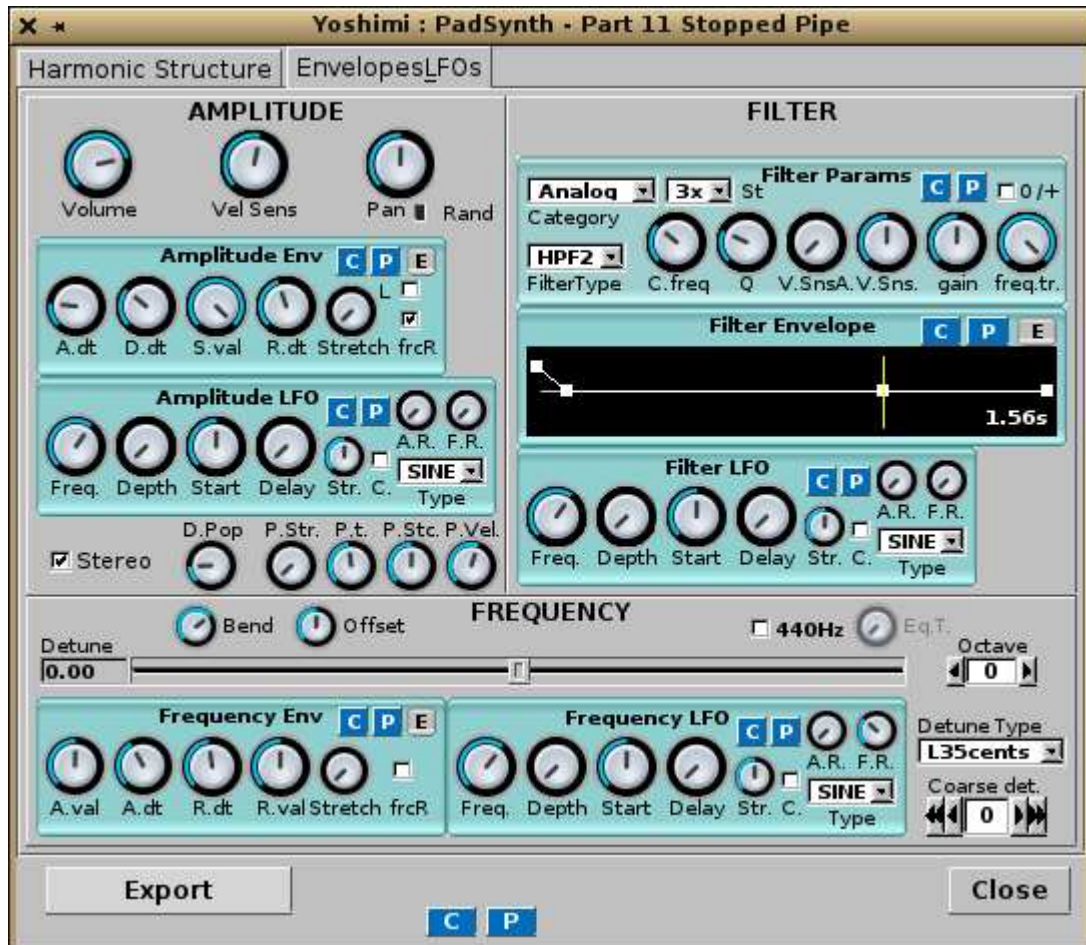 Yoshimi : PadSynth - Part 11 Stopped Pipe
Harmonic Structure EnvelopesLFOs
AMPLITUDE
Volume Vel Sens Pan Rand
Amplitude Env C P E
L
A.dt D.dt S.val R.dt Stretch frcR
Amplitude LFO C P
A.R. F.R.
SINE
Freq. Depth Start Delay Str. C. Type
D.Pop P.Str. P.t. P.Stc. P.Vel.
Stereo
FILTER
Filter Params C P 0/+
Analog 3x St
Category
HPF2
FilterType C.freq Q V.SnsA. V.Sns. gain freq.tr.
Filter Envelope C P E
1.56s
Filter LFO C P
A.R. F.R.
SINE
Freq. Depth Start Delay Str. C. Type
FREQUENCY
Bend Offset 440Hz Eq.T.
Detune Octave
0.00 0
Frequency Env C P E
A.val A.dt R.dt R.val Stretch frcR
Frequency LFO C P
A.R. F.R.
SINE
Freq. Depth Start Delay Str. C. Type
Detune Type
L35cents
Coarse det.
0
Export Close
C P